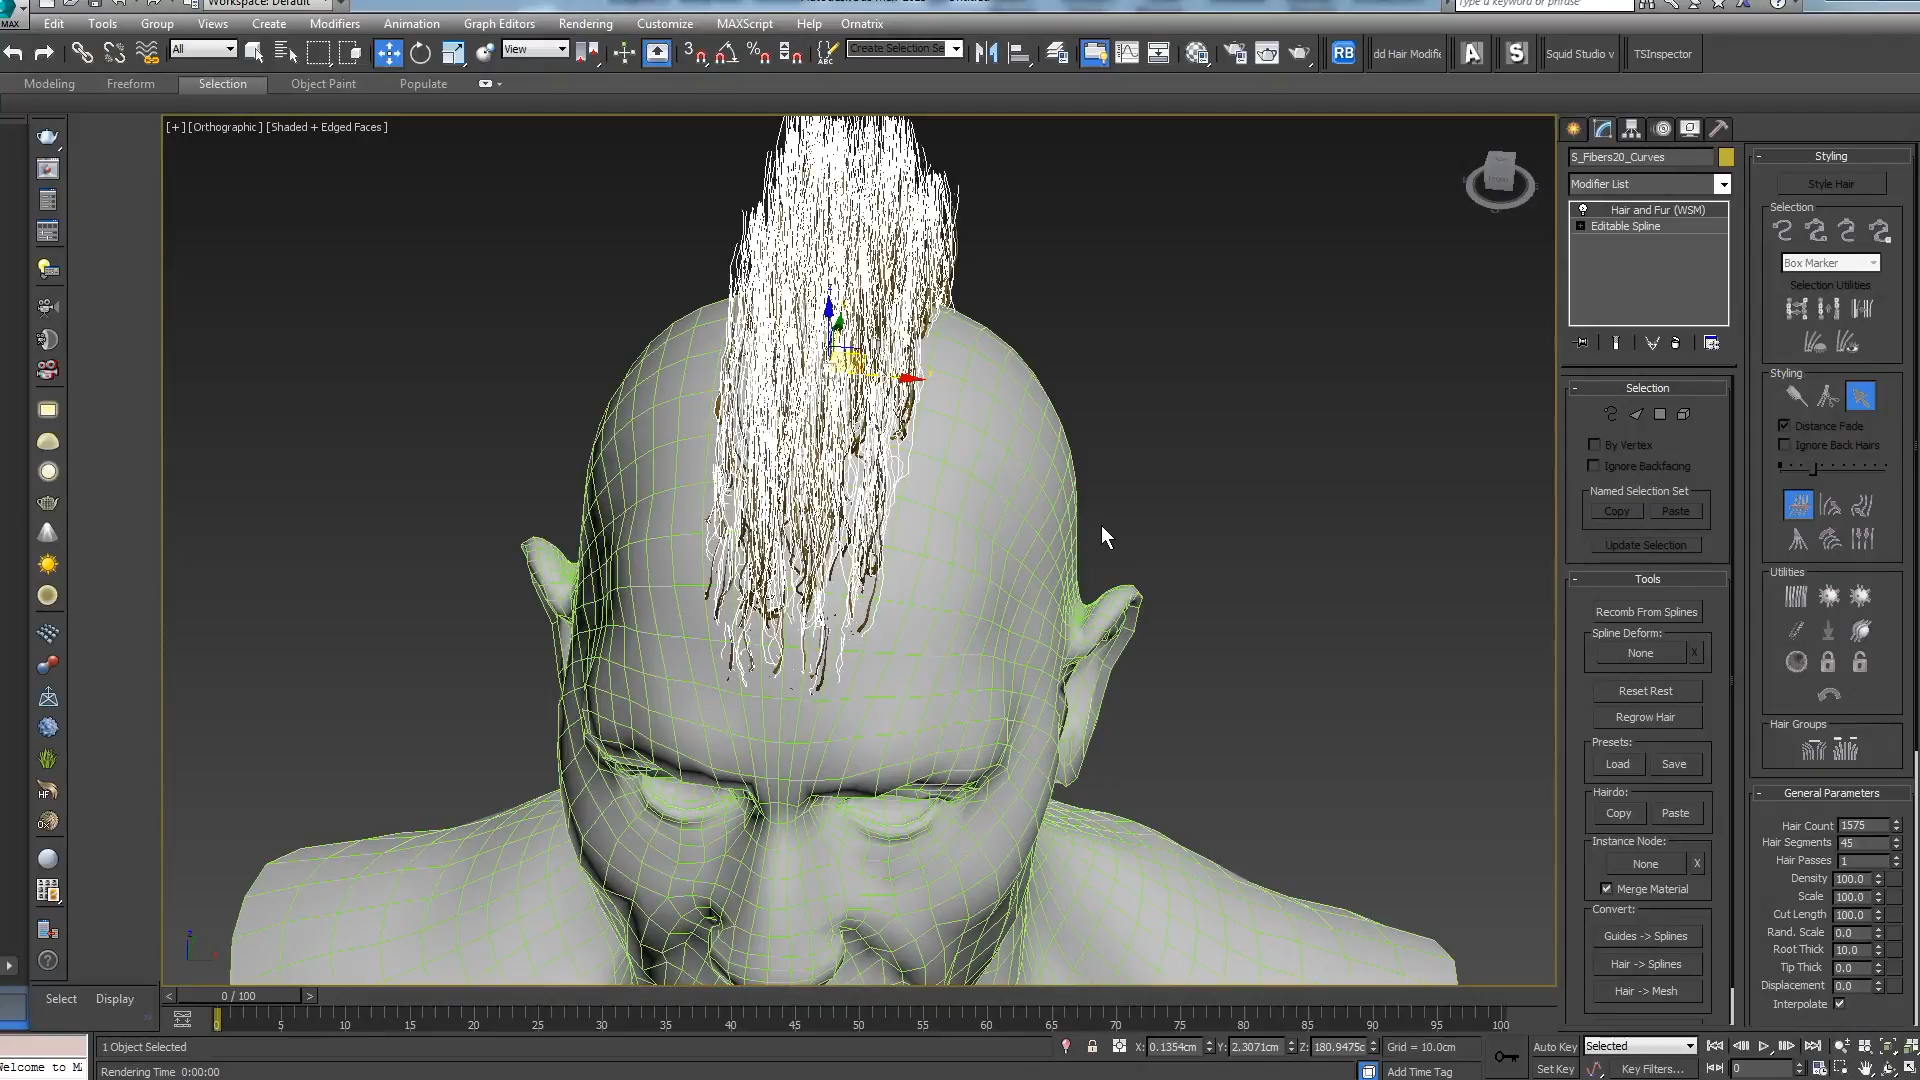 Workspace: Default
Type a keyword or phrase
MAX
Edit Tools Group Views Create Modifiers Animation Graph Editors Rendering Customize MAXScript Help Ornatrix
All View Create Selection Se RB dd Hair Modifie A S Squid Studio v TSInspector
Modeling Freeform Selection Object Paint Populate
[+] [Orthographic] [Shaded + Edged Faces]
S_Fibers20_Curves
Modifier List
Hair and Fur (WSM)
Editable Spline
Selection
By Vertex
Ignore Backfacing
Named Selection Set
Copy Paste
Update Selection
Tools
Recomb From Splines
Spline Deform:
None X
Reset Rest
Regrow Hair
Presets:
Load Save
Hairdo:
Copy Paste
Instance Node:
None X
Merge Material
Convert:
Guides -> Splines
Hair -> Splines
Hair -> Mesh
Styling
Style Hair
Selection
Box Marker
Selection Utilities
Styling
Distance Fade
Ignore Back Hairs
Utilities
Hair Groups
General Parameters
Hair Count 1575
Hair Segments 45
Hair Passes 1
Density 100.0
Scale 100.0
Cut Length 100.0
Rand. Scale 0.0
Root Thick 10.0
Tip Thick 0.0
Displacement 0.0
Interpolate
HF
z
Select Display
< 0 / 100 >
0 5 10 15 20 25 30 35 40 45 50 55 60 65 70 75 80 85 90 95 100
1 Object Selected X: 0.1354cm Y: 2.3071cm Z: 180.9475c Grid = 10.0cm Auto Key Selected
Welcome to M Rendering Time 0:00:00 Add Time Tag Set Key Key Filters... 0